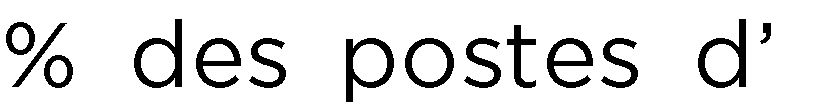 % des postes d’